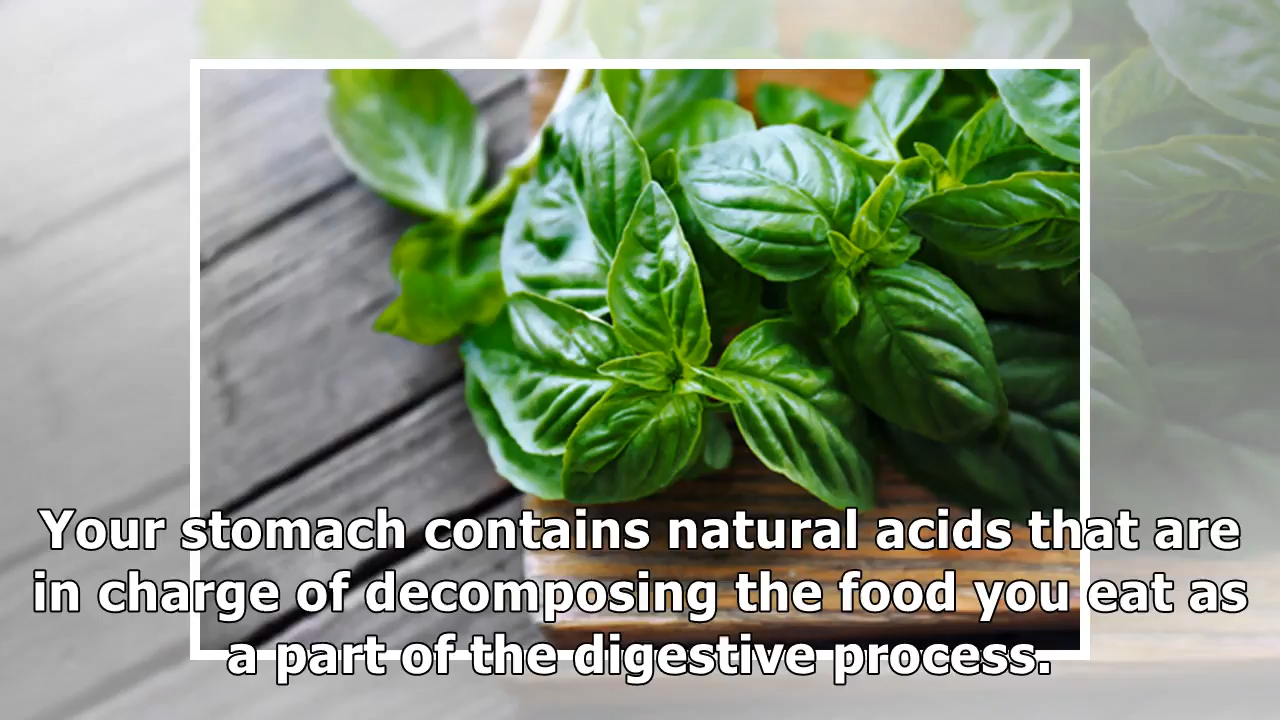 Your stomach contains natural acids that are
in charge of decomposing the food you eat as
a part of the digestive process.